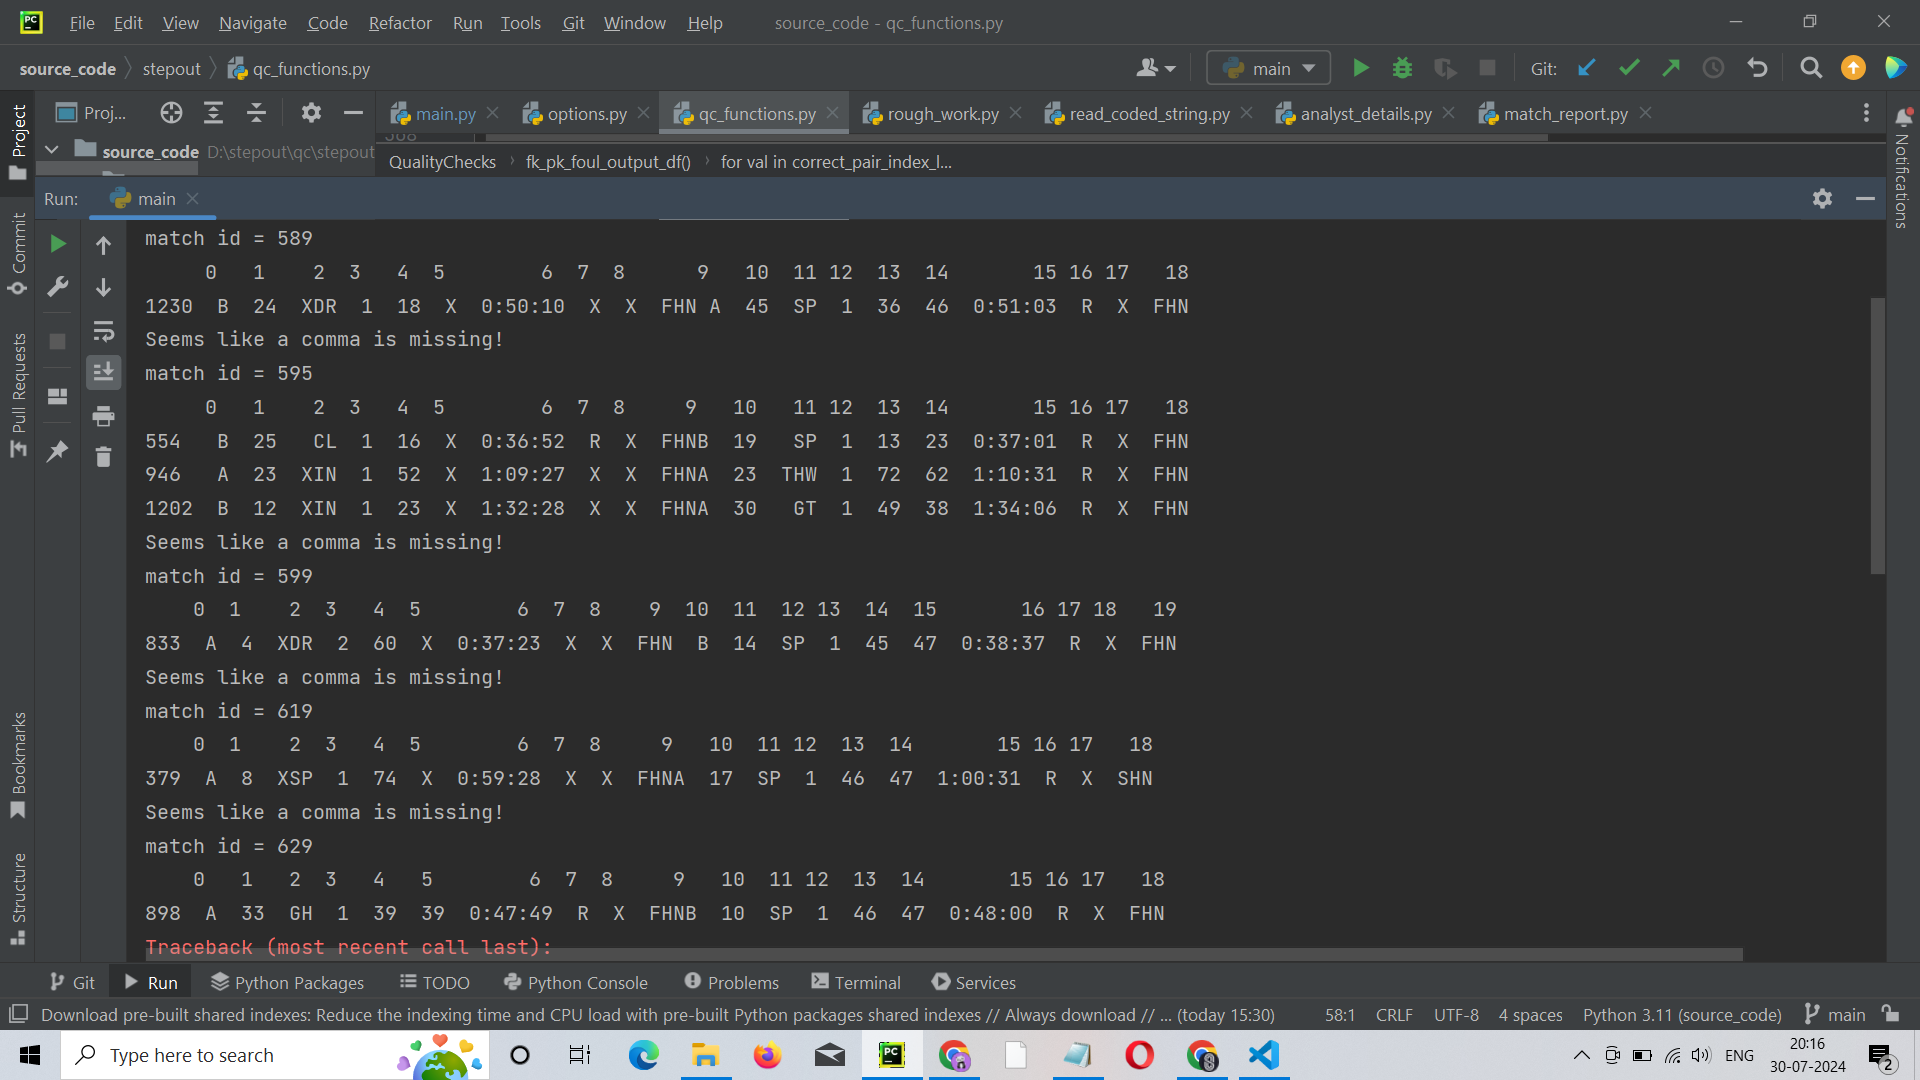 File Edit View Navigate Code Refactor Run Tools Git Window Help source_code - qc_functions.py
source_code stepout qc_functions.py main Git:
Proj... main.py options.py qc_functions.py rough_work.py read_coded_string.py analyst_details.py match_report.py
source_code D:\stepout\qc\stepout
QualityChecks fk_pk_foul_output_df() for val in correct_pair_index_l...
Run: main
match id = 589
0 1 2 3 4 5 6 7 8 9 10 11 12 13 14 15 16 17 18
1230 B 24 XDR 1 18 X 0:50:10 X X FHN A 45 SP 1 36 46 0:51:03 R X FHN
Seems like a comma is missing!
match id = 595
0 1 2 3 4 5 6 7 8 9 10 11 12 13 14 15 16 17 18
554 B 25 CL 1 16 X 0:36:52 R X FHNB 19 SP 1 13 23 0:37:01 R X FHN
946 A 23 XIN 1 52 X 1:09:27 X X FHNA 23 THW 1 72 62 1:10:31 R X FHN
1202 B 12 XIN 1 23 X 1:32:28 X X FHNA 30 GT 1 49 38 1:34:06 R X FHN
Seems like a comma is missing!
match id = 599
0 1 2 3 4 5 6 7 8 9 10 11 12 13 14 15 16 17 18 19
833 A 4 XDR 2 60 X 0:37:23 X X FHN B 14 SP 1 45 47 0:38:37 R X FHN
Seems like a comma is missing!
match id = 619
0 1 2 3 4 5 6 7 8 9 10 11 12 13 14 15 16 17 18
379 A 8 XSP 1 74 X 0:59:28 X X FHNA 17 SP 1 46 47 1:00:31 R X SHN
Seems like a comma is missing!
match id = 629
0 1 2 3 4 5 6 7 8 9 10 11 12 13 14 15 16 17 18
898 A 33 GH 1 39 39 0:47:49 R X FHNB 10 SP 1 46 47 0:48:00 R X FHN
Traceback (most recent call last):
Project
Commit
Pull Requests
Bookmarks
Structure
Notifications
Git Run Python Packages TODO Python Console Problems Terminal Services
Download pre-built shared indexes: Reduce the indexing time and CPU load with pre-built Python packages shared indexes // Always download // ... (today 15:30) 58:1 CRLF UTF-8 4 spaces Python 3.11 (source_code) main
Type here to search ENG 20:16
30-07-2024 2